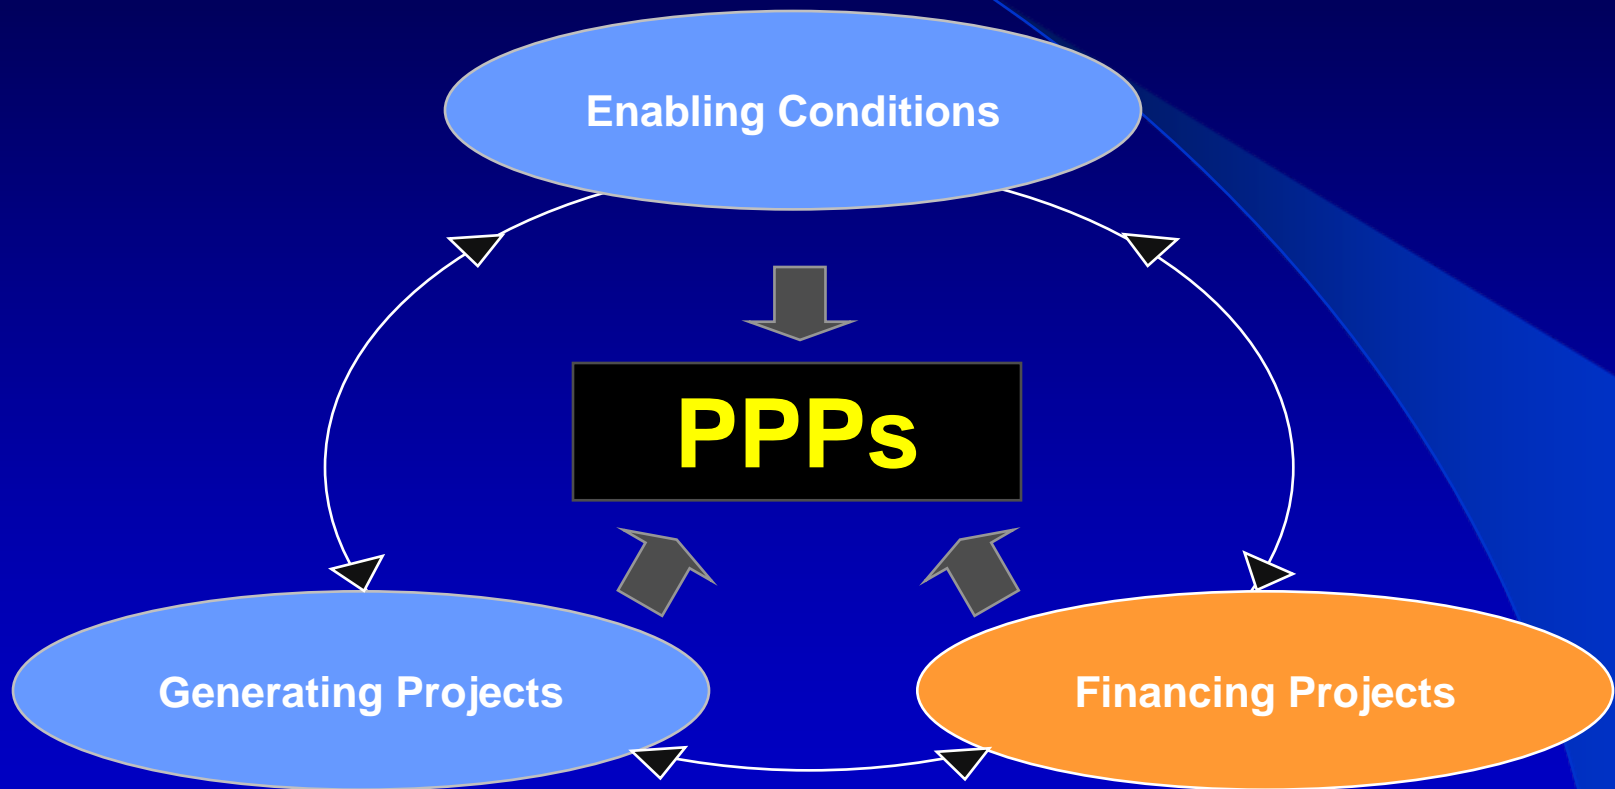 Enabling Conditions
PPPs
Generating Projects
Financing Projects